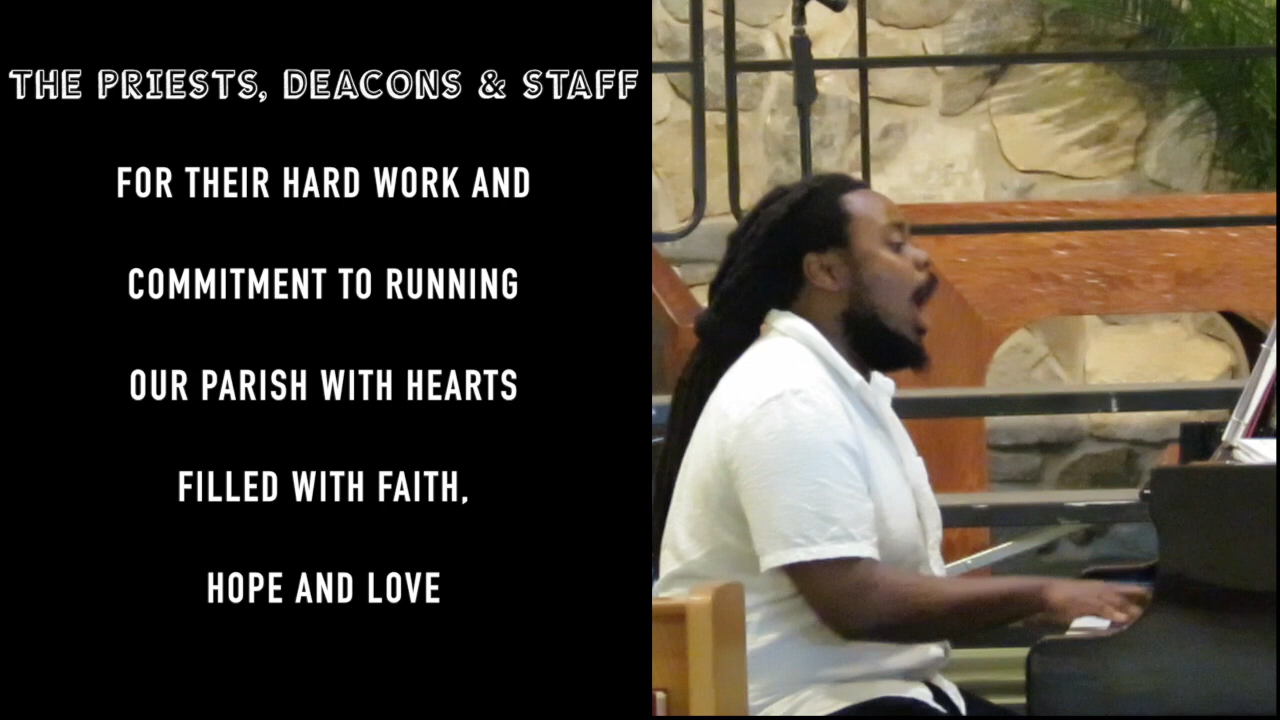 THE PRIESTS, DEACONS & STAFF
FOR THEIR HARD WORK AND
COMMITMENT TO RUNNING
OUR PARISH WITH HEARTS
FILLED WITH FAITH,
HOPE AND LOVE